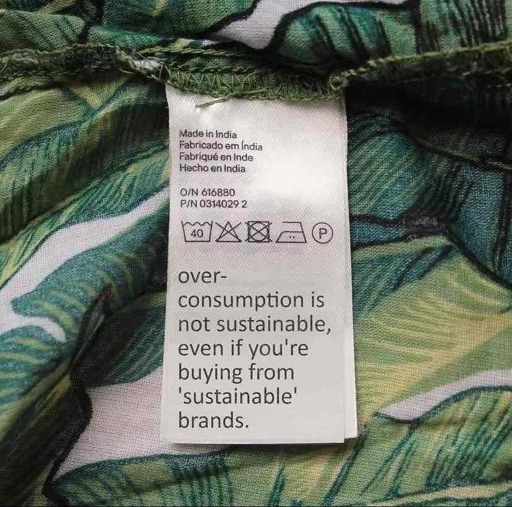 Made in India
Fabricado em Índia
Fabriqué en Inde
Hecho en India
O/N 616880
P/N 0314029 2
40
P
over-
consumption is
not sustainable,
even if you're
buying from
'sustainable'
brands.